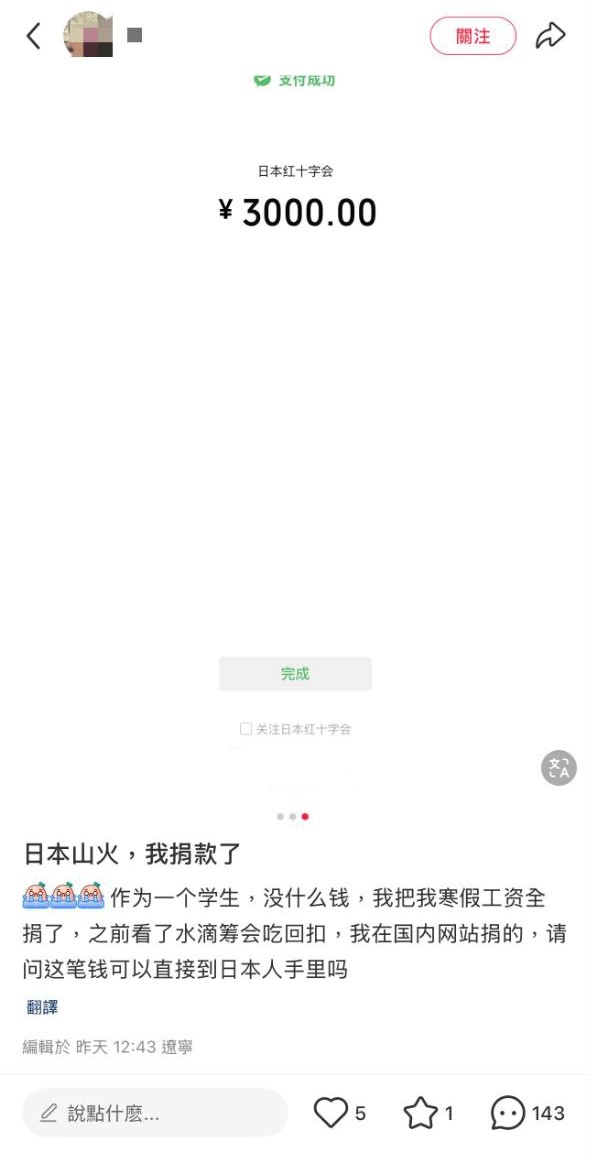 關注
支付成功
日本红十字会
¥ 3000.00
完成
关注日本红十字会
日本山火，我捐款了
作为一个学生，没什么钱，我把我寒假工资全
捐了，之前看了水滴筹会吃回扣，我在国内网站捐的，请
问这笔钱可以直接到日本人手里吗
翻譯
編輯於 昨天 12:43 遼寧
說點什麼...
5
1
143